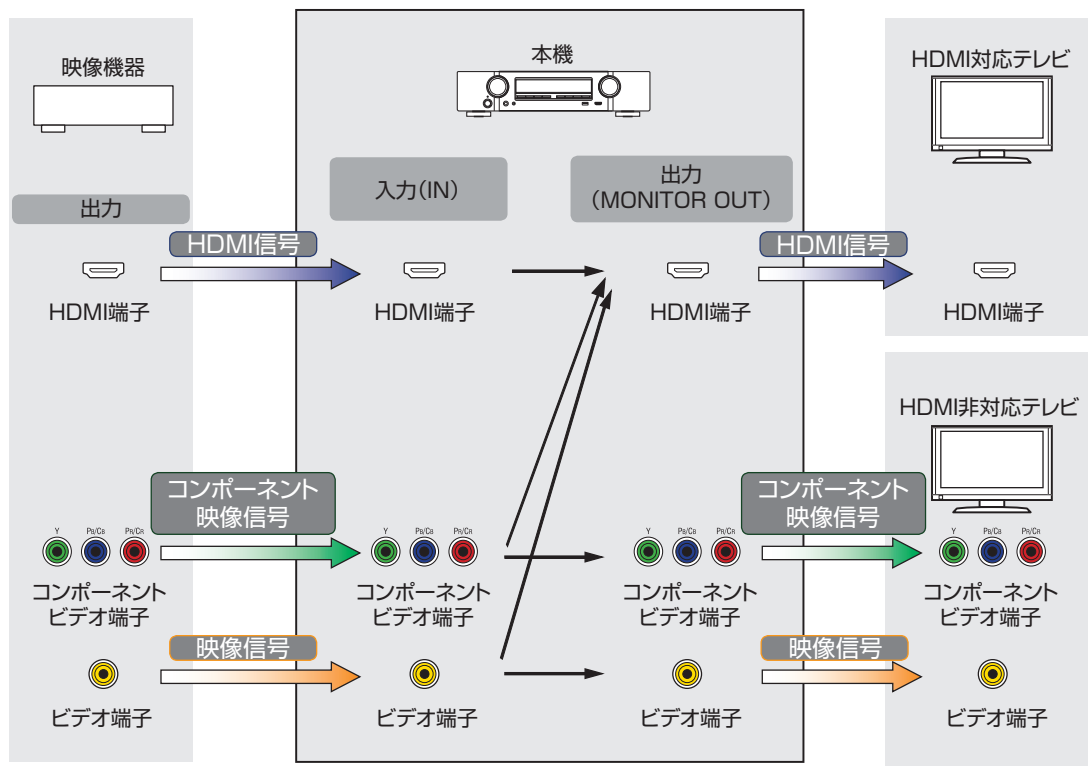 映像機器
本機
HDMI対応テレビ
出力
入力(IN)
出力
(MONITOR OUT)
HDMI信号
HDMI信号
HDMI端子
HDMI端子
HDMI端子
HDMI端子
HDMI非対応テレビ
コンポーネント
映像信号
コンポーネント
映像信号
Y PB/CB PR/CR
Y PB/CB PR/CR
Y PB/CB PR/CR
Y PB/CB PR/CR
コンポーネント
ビデオ端子
コンポーネント
ビデオ端子
コンポーネント
ビデオ端子
コンポーネント
ビデオ端子
映像信号
映像信号
ビデオ端子
ビデオ端子
ビデオ端子
ビデオ端子